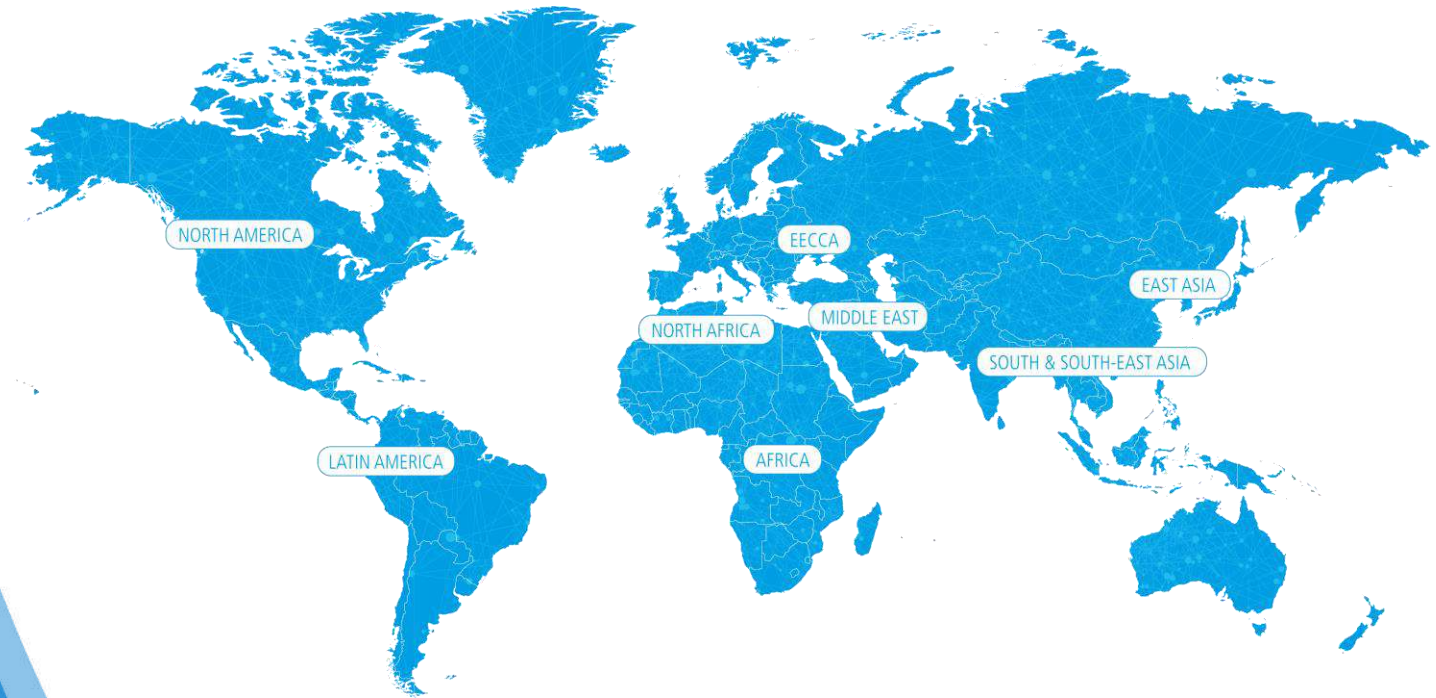 NORTH AMERICA
EECCA
EAST ASIA
MIDDLE EAST
NORTH AFRICA
SOUTH & SOUTH-EAST ASIA
LATIN AMERICA
AFRICA